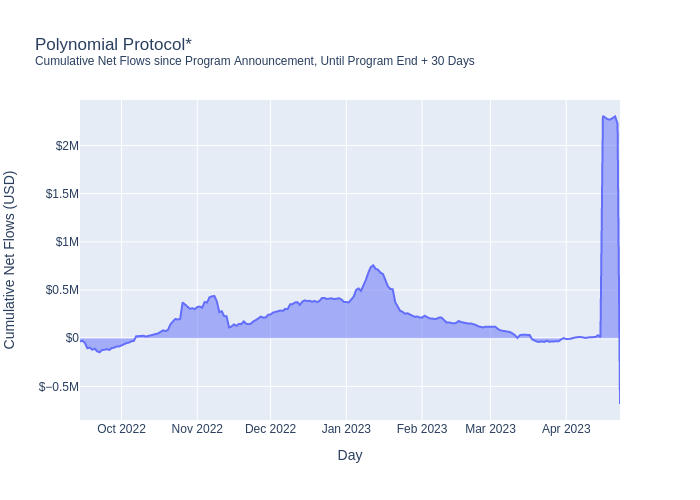 Polynomial Protocol*
Cumulative Net Flows since Program Announcement, Until Program End + 30 Days
Cumulative Net Flows (USD)
$2M
$1.5M
$1M
$0.5M
$0
$−0.5M
Oct 2022
Nov 2022
Dec 2022
Jan 2023
Feb 2023
Mar 2023
Apr 2023
Day